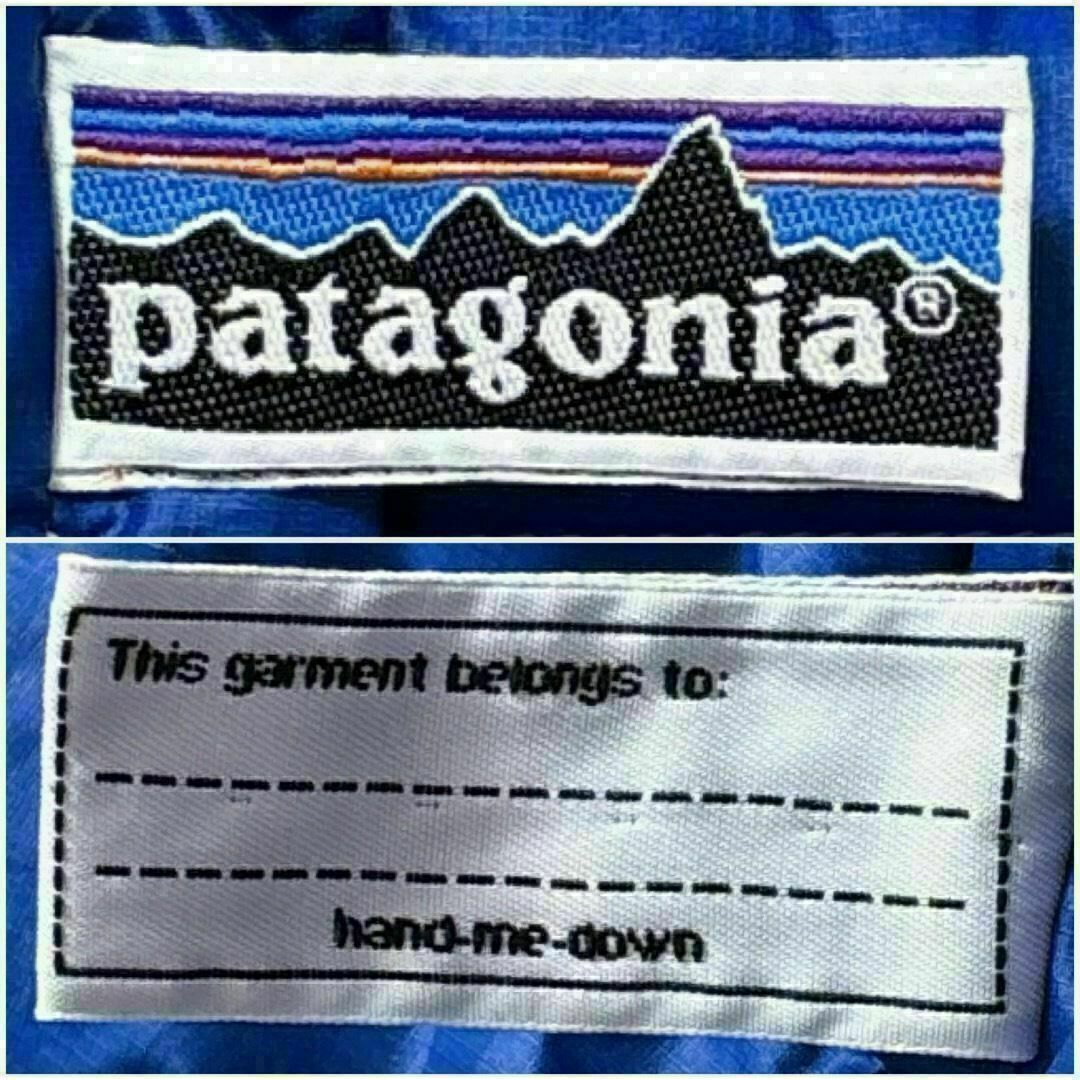 patagonia®
This garment belongs to:
hand-me-down